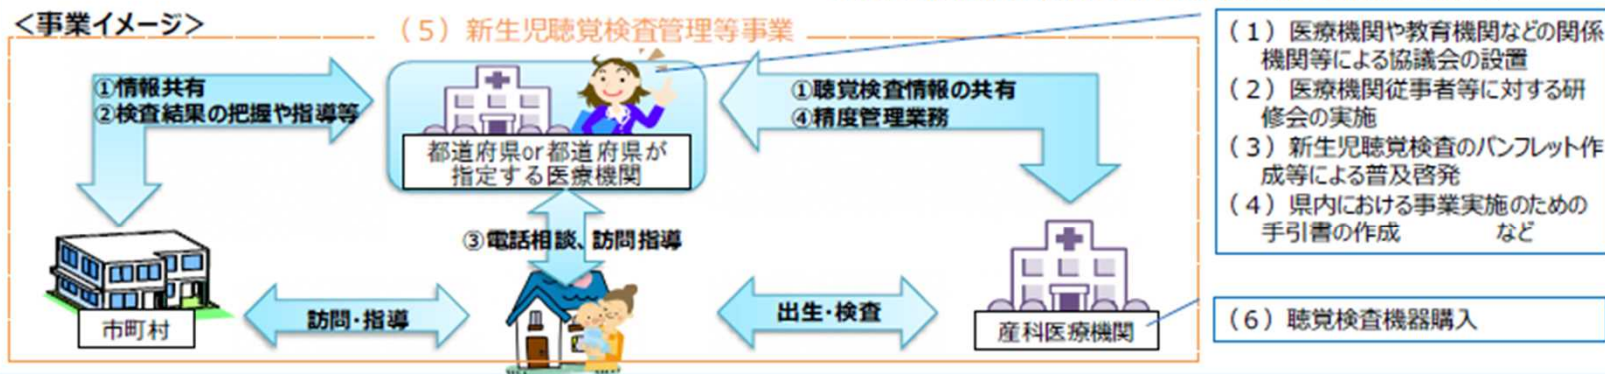 ＜事業イメージ＞
（５）新生児聴覚検査管理等事業
①情報共有
②検査結果の把握や指導等
都道府県or都道府県が
指定する医療機関
①聴覚検査情報の共有
④精度管理業務
③電話相談、訪問指導
市町村
訪問・指導
出生・検査
産科医療機関
（１）医療機関や教育機関などの関係
機関等による協議会の設置
（２）医療機関従事者等に対する研
修会の実施
（３）新生児聴覚検査のパンフレット作
成等による普及啓発
（４）県内における事業実施のための
手引書の作成　　　　など
（６）聴覚検査機器購入